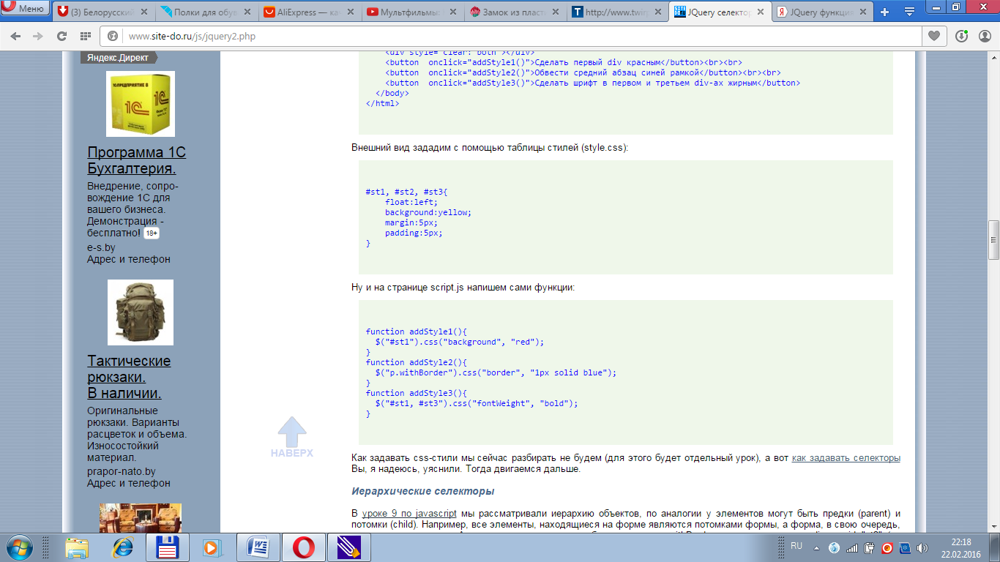 Меню
(3) Белорусский
Полки для обув
AliExpress — кач
Мультфильмы:
Замок из пласт
http://www.twirp
JQuery селектор
JQuery функция
www.site-do.ru/js/jquery2.php
Яндекс.Директ
1С:ПРЕДПРИЯТИЕ 8
1С
1С
Программа 1С
Бухгалтерия.
Внедрение, сопро-
вождение 1С для
вашего бизнеса.
Демонстрация -
бесплатно! 18+
e-s.by
Адрес и телефон
Тактические
рюкзаки.
В наличии.
Оригинальные
рюкзаки. Варианты
расцветок и объема.
Износостойкий
материал.
prapor-nato.by
Адрес и телефон
НАВЕРХ
<div style="clear: both"></div>
<button  onclick="addStyle1()">Сделать первый div красным</button><br><br>
<button  onclick="addStyle2()">Обвести средний абзац синей рамкой</button><br><br>
<button  onclick="addStyle3()">Сделать шрифт в первом и третьем div-ах жирным</button>
</body>
</html>
Внешний вид зададим с помощью таблицы стилей (style.css):
#st1, #st2, #st3{
float:left;
background:yellow;
margin:5px;
padding:5px;
}
Ну и на странице script.js напишем сами функции:
function addStyle1(){
$("#st1").css("background", "red");
}
function addStyle2(){
$("p.withBorder").css("border", "1px solid blue");
}
function addStyle3(){
$("#st1, #st3").css("fontWeight", "bold");
}
Как задавать css-стили мы сейчас разбирать не будем (для этого будет отдельный урок), а вот как задавать селекторы
Вы, я надеюсь, уяснили. Тогда двигаемся дальше.
Иерархические селекторы
В уроке 9 по javascript мы рассматривали иерархию объектов, по аналогии у элементов могут быть предки (parent) и
потомки (child). Например, все элементы, находящиеся на форме являются потомками формы, а форма, в свою очередь,
RU
22:18
22.02.2016